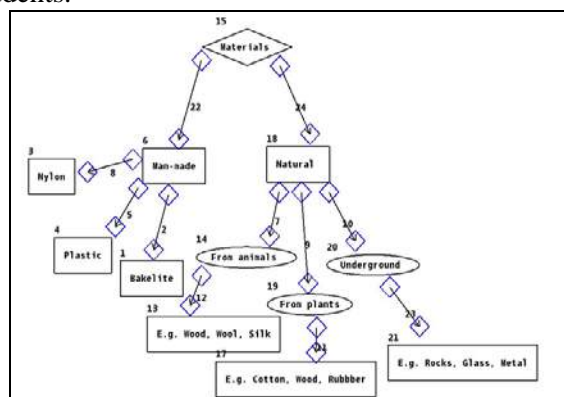 15
Materials
22
24
3
6
18
Nylon
Man-made
Natural
8
4
5
2
7
9
10
14
20
Plastic
1
From animals
Underground
Bakelite
19
12
13
From plants
23
E.g. Wood, Wool, Silk
21
17
E.g. Rocks, Glass, Metal
E.g. Cotton, Wood, Rubbber